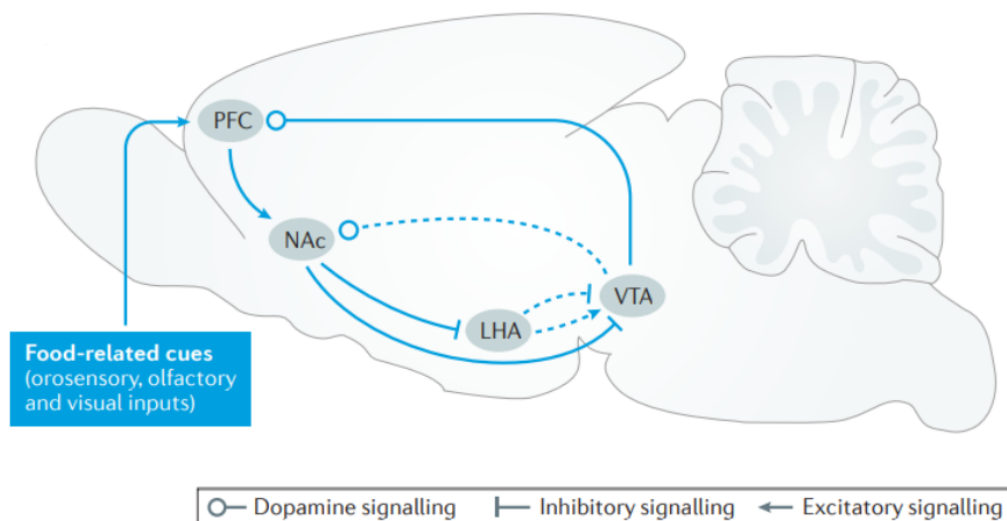 PFC
NAc
LHA
VTA
Food-related cues
(orosensory, olfactory
and visual inputs)
Dopamine signalling
Inhibitory signalling
Excitatory signalling